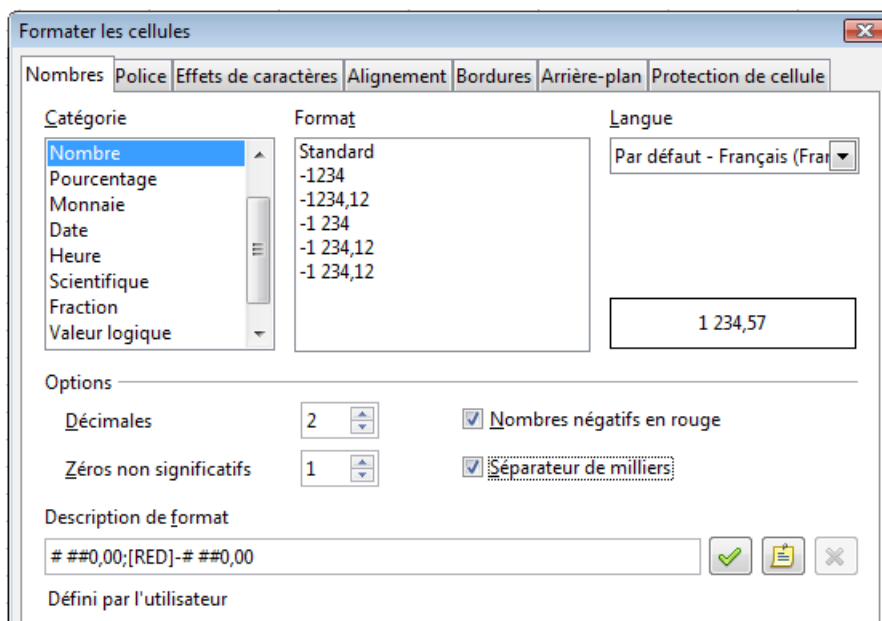 Formater les cellules
Nombres Police Effets de caractères Alignement Bordures Arrière-plan Protection de cellule
Catégorie Format Langue
Nombre
Pourcentage
Monnaie
Date
Heure
Scientifique
Fraction
Valeur logique
Standard
-1234
-1234,12
-1 234
-1 234,12
-1 234,12
Par défaut - Français (Fran
1 234,57
Options
Décimales 2 Nombres négatifs en rouge
Zéros non significatifs 1 Séparateur de milliers
Description de format
# ##0,00;[RED]-# ##0,00
Défini par l'utilisateur